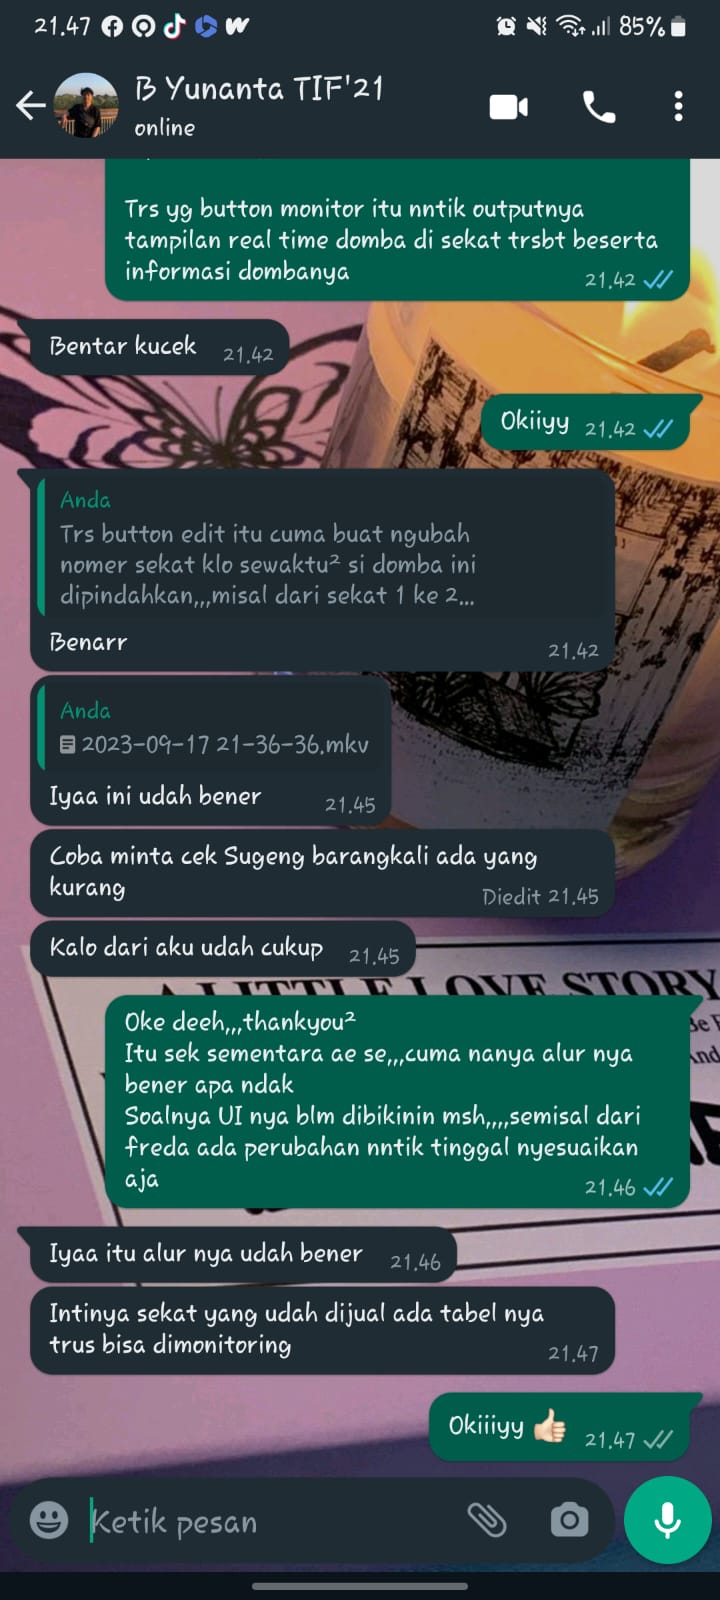 21.47
85%
B Yunanta TIF'21
online
Trs yg button monitor itu nntik outputnya
tampilan real time domba di sekat trsbt beserta
informasi dombanya
21.42
Bentar kucek 21.42
Okiiyy 21.42
Anda
Trs button edit itu cuma buat ngubah
nomer sekat klo sewaktu² si domba ini
dipindahkan,,,misal dari sekat 1 ke 2...
Benarr 21.42
Anda
2023-09-17 21-36-36.mkv
Iyaa ini udah bener 21.45
Coba minta cek Sugeng barangkali ada yang
kurang
Diedit 21.45
Kalo dari aku udah cukup 21.45
A LITTLE LOVE STORY
Oke deeh,,,thankyou²
Itu sek sementara ae se,,,cuma nanya alur nya
bener apa ndak
Soalnya UI nya blm dibikinin msh,,,,semisal dari
freda ada perubahan nntik tinggal nyesuaikan
aja
21.46
Iyaa itu alur nya udah bener 21.46
Intinya sekat yang udah dijual ada tabel nya
trus bisa dimonitoring
21.47
Okiiiyy 👍🏻 21.47
Ketik pesan